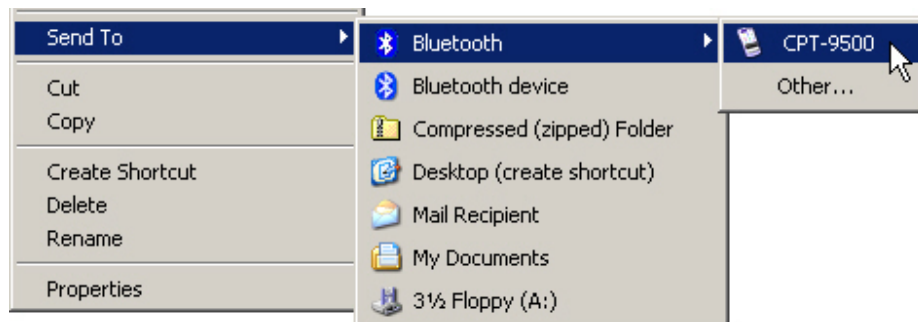 Send To
Cut
Copy
Create Shortcut
Delete
Rename
Properties
Bluetooth
Bluetooth device
Compressed (zipped) Folder
Desktop (create shortcut)
Mail Recipient
My Documents
3½ Floppy (A:)
CPT-9500
Other...